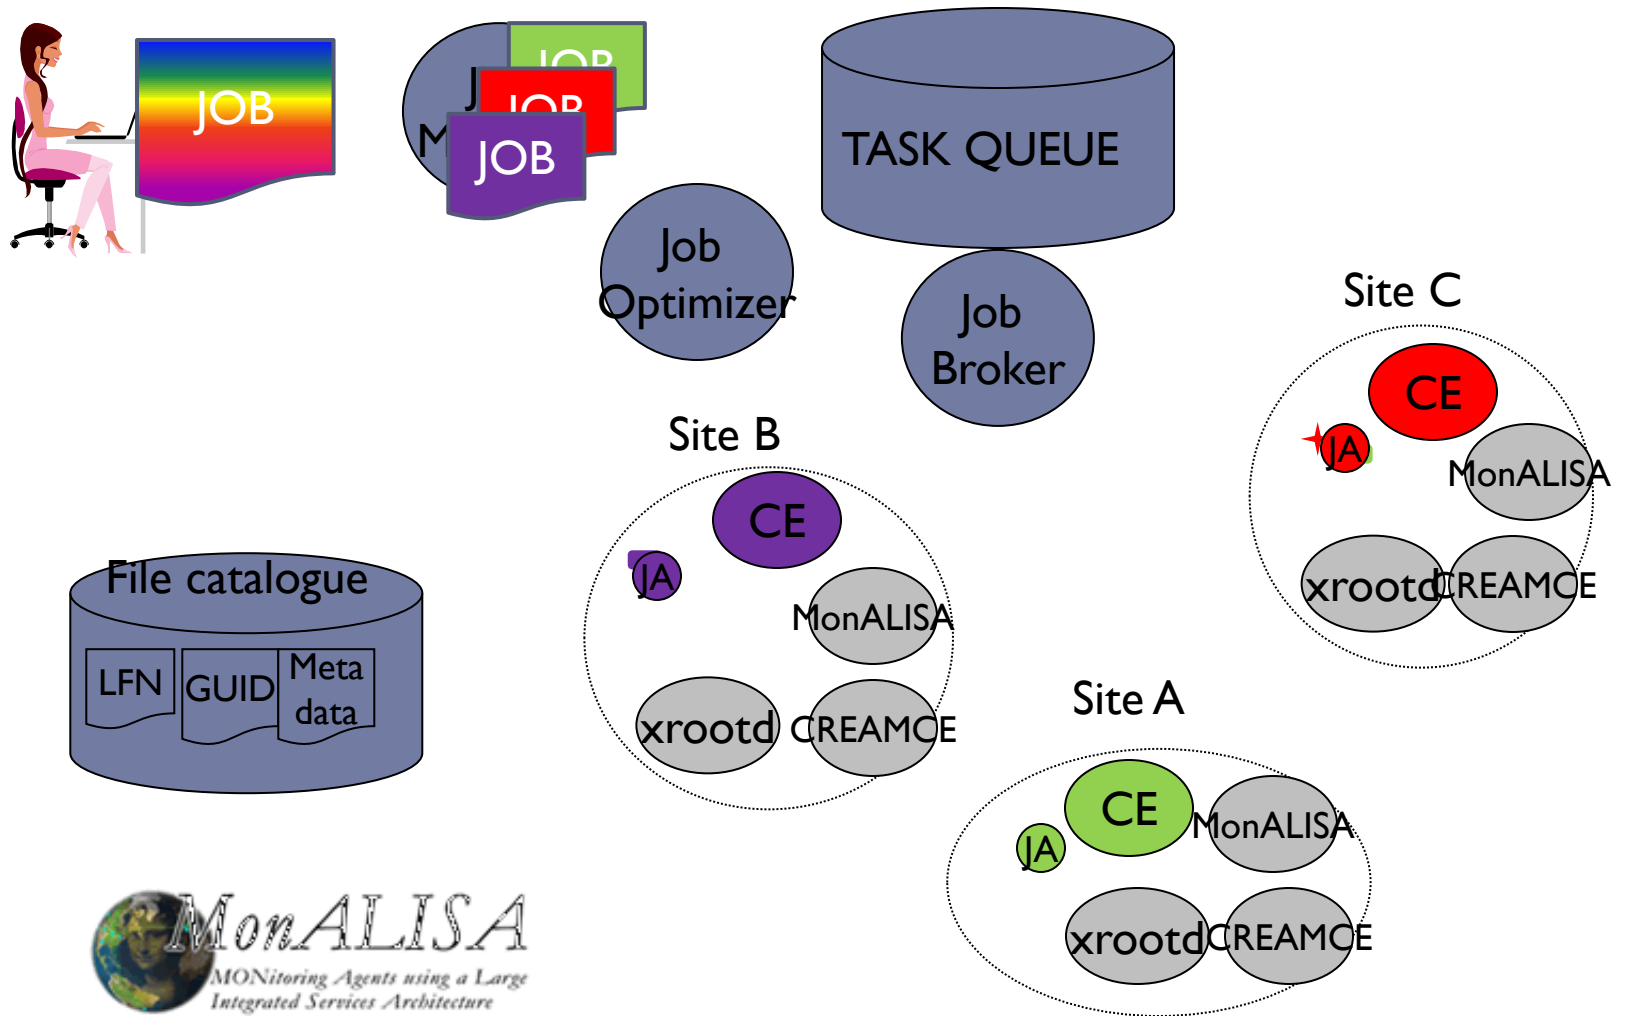 JOB
JOB
JOB
JOB
J
M
TASK QUEUE
Job
Optimizer
Job
Broker
Site C
CE
JA
MonALISA
xrootd
CREAMCE
Site B
CE
JA
MonALISA
xrootd
CREAMCE
File catalogue
LFN
GUID
Meta
data
Site A
CE
JA
MonALISA
xrootd
CREAMCE
MonALISA
MONitoring Agents using a Large
Integrated Services Architecture